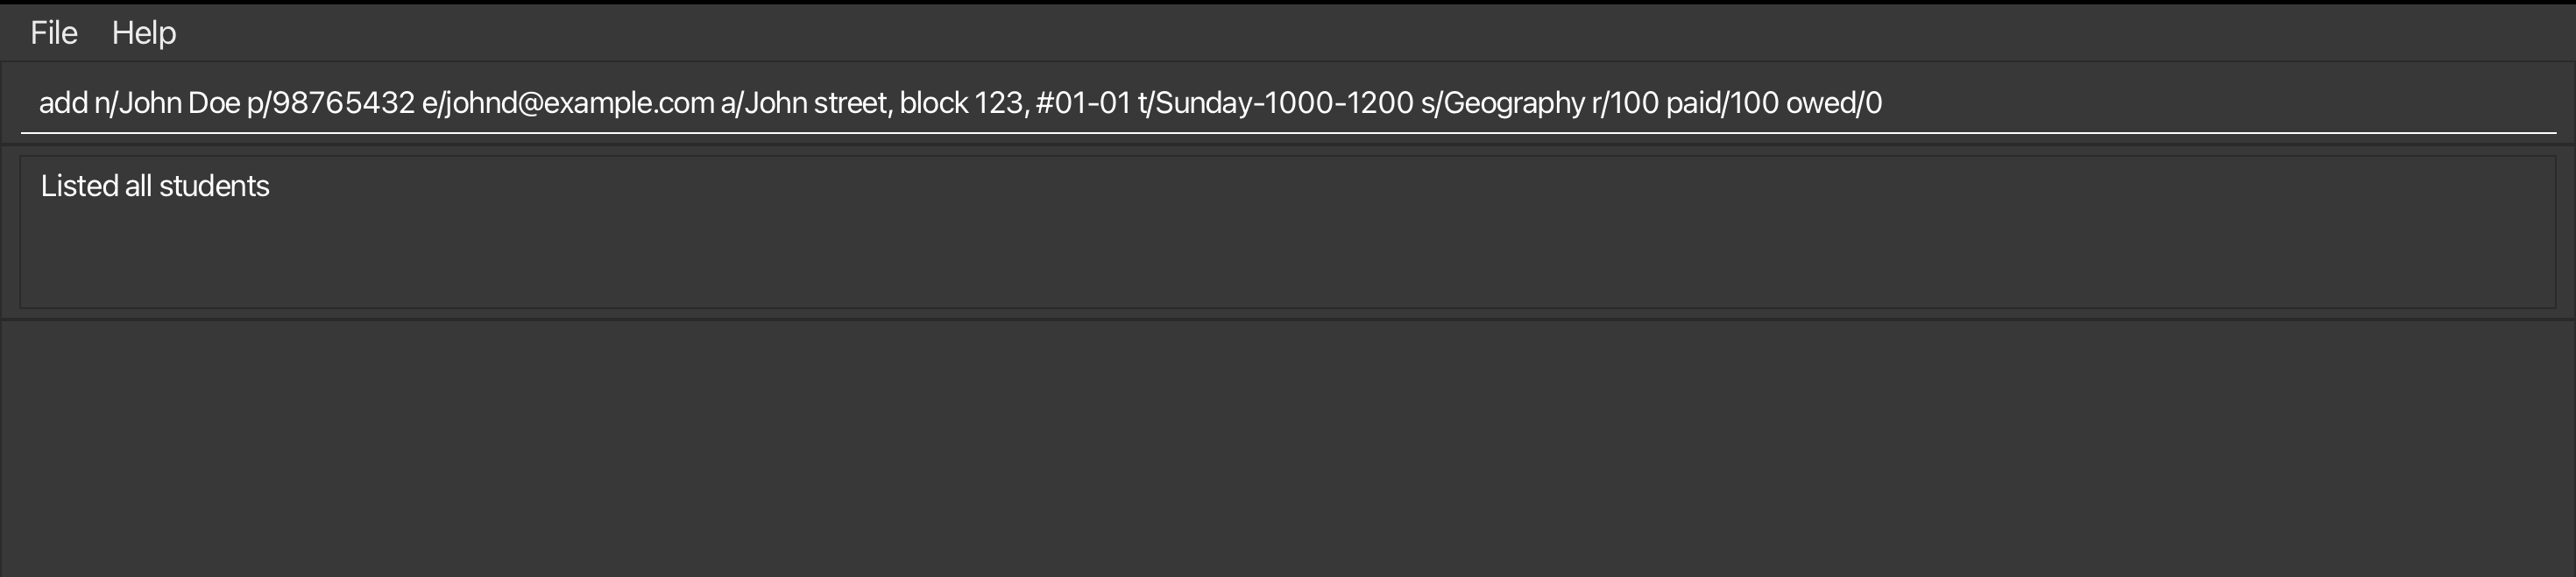 File Help
add n/John Doe p/98765432 e/johnd@example.com a/John street, block 123, #01-01 t/Sunday-1000-1200 s/Geography r/100 paid/100 owed/0
Listed all students